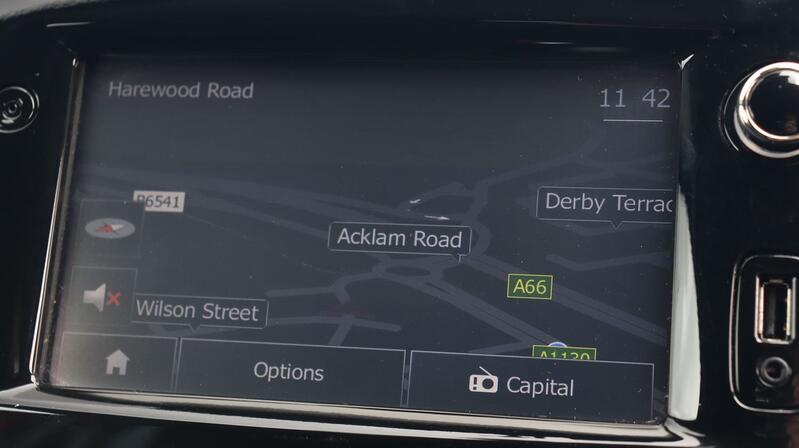 Harewood Road
11 42
B6541
Derby Terrac
Acklam Road
A66
Wilson Street
A1130
Options
Capital